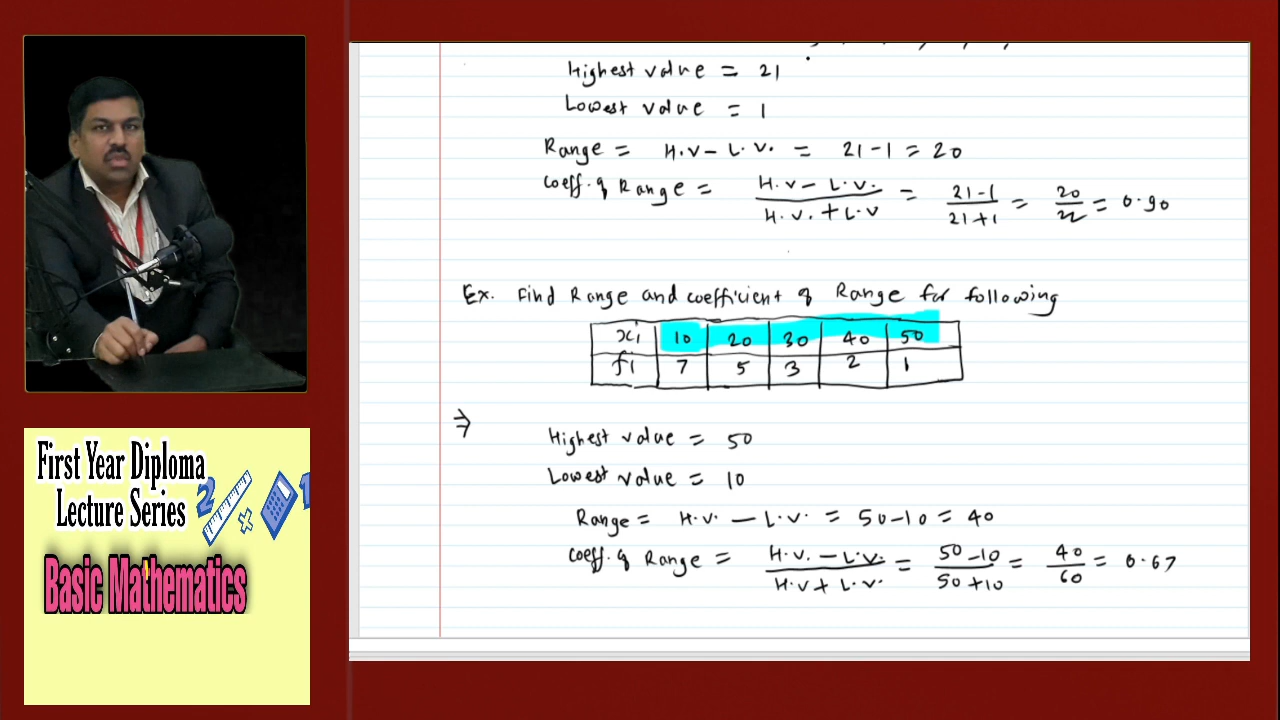 Highest value = 21
Lowest value = 1
Range = H.V - L.V. = 21-1 = 20
Coeff. of Range = H.V - L.V. / H.V. + L.V = 21-1 / 21+1 = 20 / 22 = 0.90
Ex. Find Range and coefficient of Range for following
xi 10 20 30 40 50
fi 7 5 3 2 1
⇒
Highest value = 50
Lowest value = 10
Range = H.V. - L.V. = 50-10 = 40
Coeff. of Range = H.V. - L.V. / H.V + L.V. = 50-10 / 50+10 = 40 / 60 = 0.67
First Year Diploma
Lecture Series
Basic Mathematics